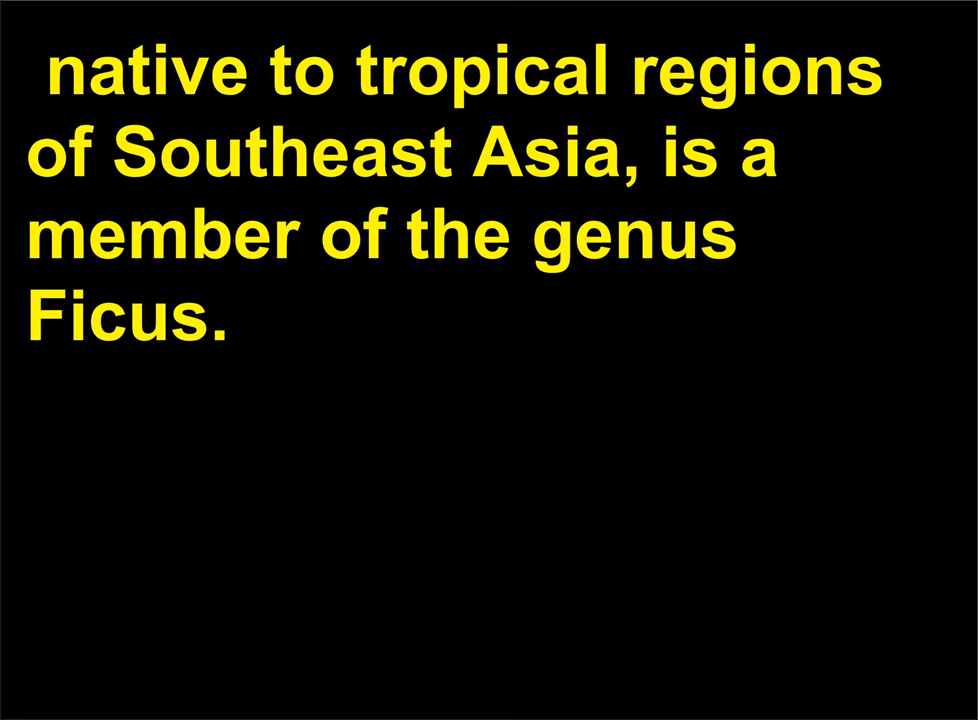 native to tropical regions
of Southeast Asia, is a
member of the genus
Ficus.